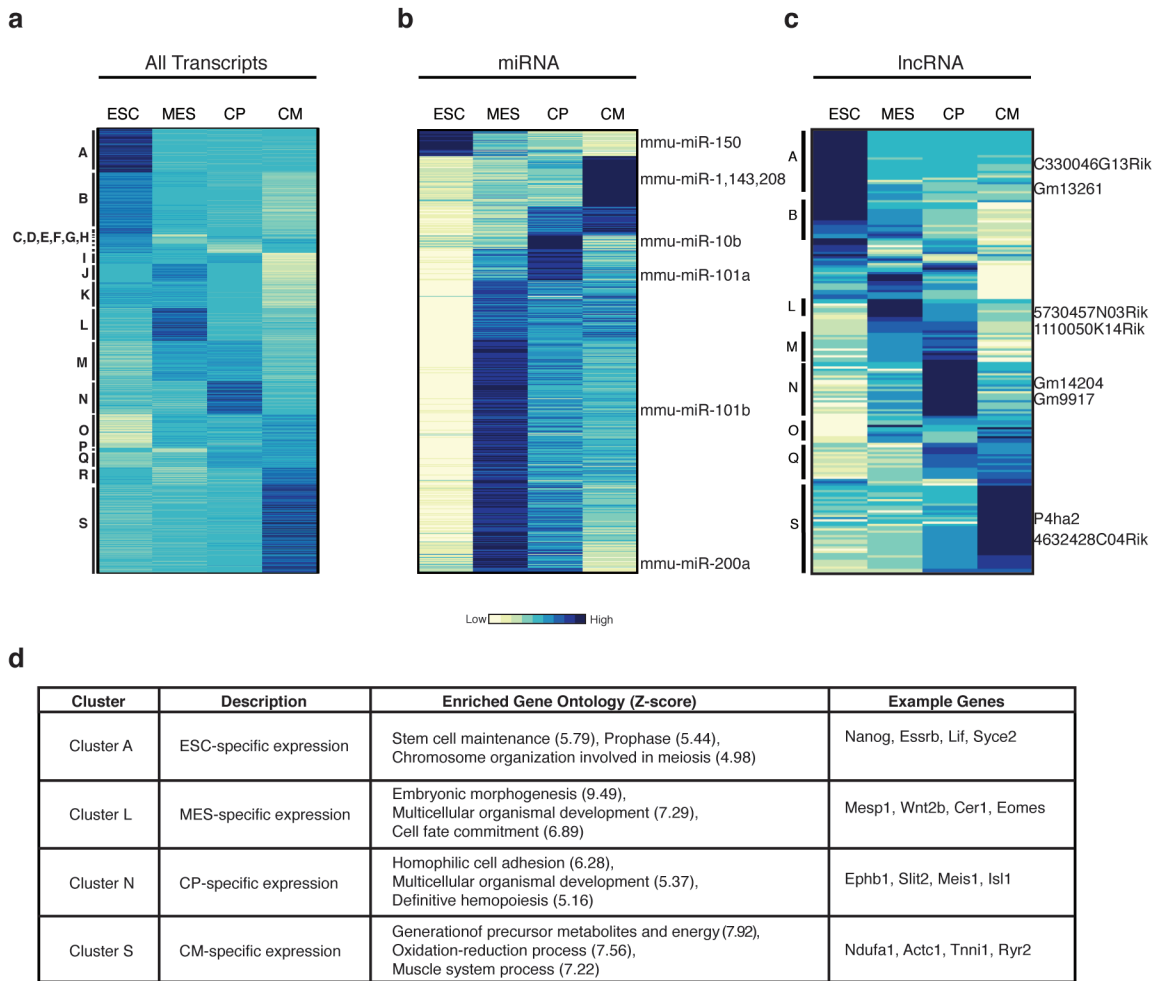 a
b
c
All Transcripts
miRNA
lncRNA
ESC MES CP CM
ESC MES CP CM
ESC MES CP CM
A
B
C,D,E,F,G,H
I
J
K
L
M
N
O
P
Q
R
S
mmu-miR-150
mmu-miR-1,143,208
mmu-miR-10b
mmu-miR-101a
mmu-miR-101b
mmu-miR-200a
A
B
L
M
N
O
Q
S
C330046G13Rik
Gm13261
5730457N03Rik
1110050K14Rik
Gm14204
Gm9917
P4ha2
4632428C04Rik
Low High
d
Cluster Description Enriched Gene Ontology (Z-score) Example Genes
Cluster A ESC-specific expression
Stem cell maintenance (5.79), Prophase (5.44),
Chromosome organization involved in meiosis (4.98)
Nanog, Essrb, Lif, Syce2
Cluster L MES-specific expression
Embryonic morphogenesis (9.49),
Multicellular organismal development (7.29),
Cell fate commitment (6.89)
Mesp1, Wnt2b, Cer1, Eomes
Cluster N CP-specific expression
Homophilic cell adhesion (6.28),
Multicellular organismal development (5.37),
Definitive hemopoiesis (5.16)
Ephb1, Slit2, Meis1, Isl1
Cluster S CM-specific expression
Generationof precursor metabolites and energy (7.92),
Oxidation-reduction process (7.56),
Muscle system process (7.22)
Ndufa1, Actc1, Tnni1, Ryr2